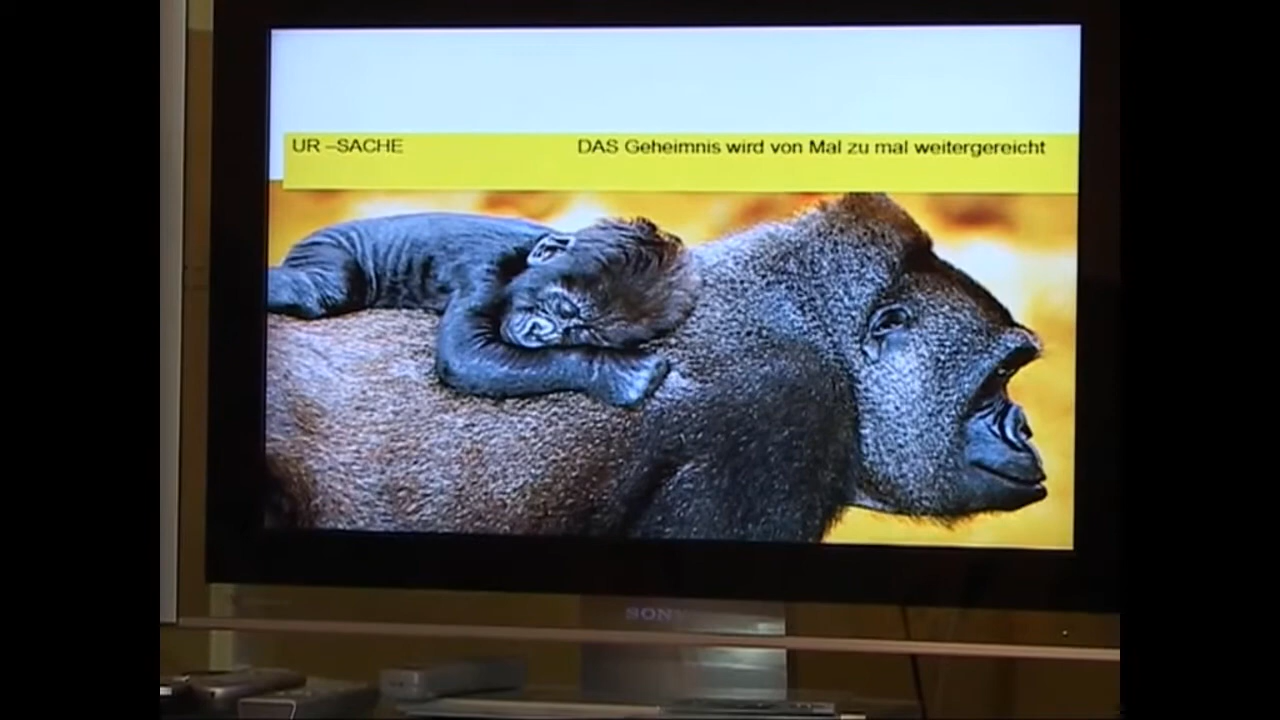 UR –SACHE DAS Geheimnis wird von Mal zu mal weitergereicht
SONY